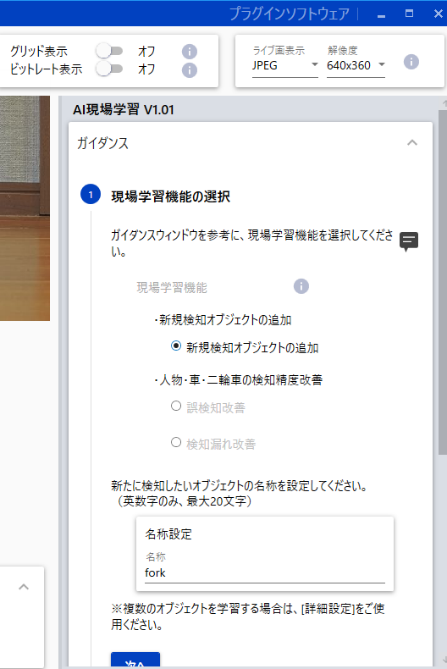 プラグインソフトウェア
グリッド表示 オフ
ビットレート表示 オフ
ライブ画表示 解像度
JPEG 640x360
AI現場学習 V1.01
ガイダンス
1 現場学習機能の選択
ガイダンスウィンドウを参考に、現場学習機能を選択してくださ
い。
現場学習機能
・新規検知オブジェクトの追加
新規検知オブジェクトの追加
・人物・車・二輪車の検知精度改善
誤検知改善
検知漏れ改善
新たに検知したいオブジェクトの名称を設定してください。
（英数字のみ、最大20文字）
名称設定
名称
fork
※複数のオブジェクトを学習する場合は、[詳細設定]をご使
用ください。
次へ